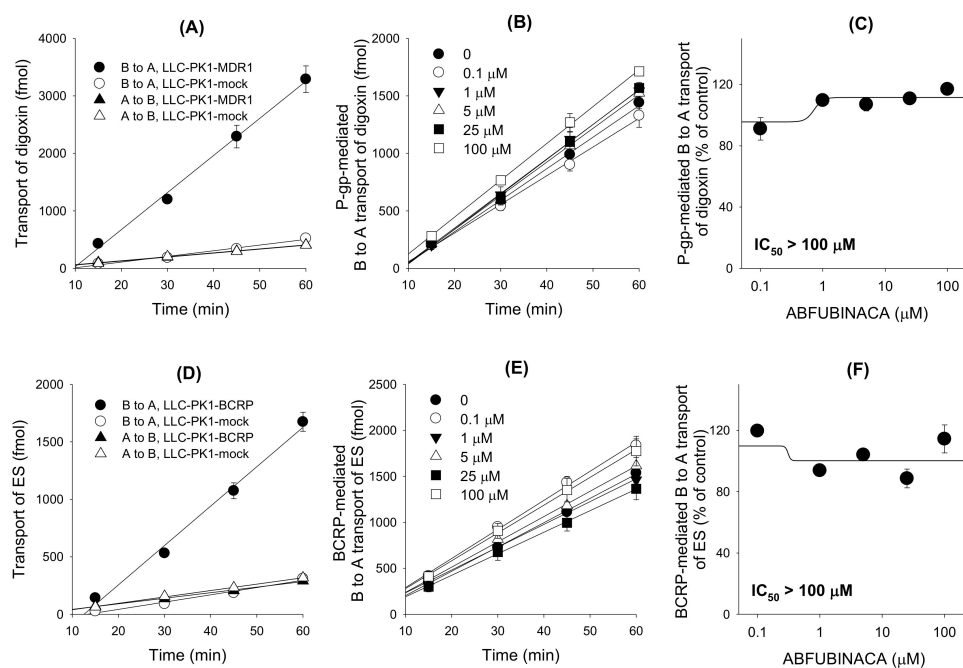 (A)
Transport of digoxin (fmol)
4000
3000
2000
1000
0
B to A, LLC-PK1-MDR1
B to A, LLC-PK1-mock
A to B, LLC-PK1-MDR1
A to B, LLC-PK1-mock
10 20 30 40 50 60
Time (min)
(B)
P-gp-mediated
B to A transport of digoxin (fmol)
2000
1500
1000
500
0
0
0.1 μM
1 μM
5 μM
25 μM
100 μM
10 20 30 40 50 60
Time (min)
(C)
P-gp-mediated B to A transport
of digoxin (% of control)
160
120
80
40
0
IC50 > 100 μM
0.1 1 10 100
ABFUBINACA (μM)
(D)
Transport of ES (fmol)
2000
1500
1000
500
0
B to A, LLC-PK1-BCRP
B to A, LLC-PK1-mock
A to B, LLC-PK1-BCRP
A to B, LLC-PK1-mock
10 20 30 40 50 60
Time (min)
(E)
BCRP-mediated
B to A transport of ES (fmol)
2500
2000
1500
1000
500
0
0
0.1 μM
1 μM
5 μM
25 μM
100 μM
10 20 30 40 50 60
Time (min)
(F)
BCRP-mediated B to A transport
of ES (% of control)
160
120
80
40
0
IC50 > 100 μM
0.1 1 10 100
ABFUBINACA (μM)